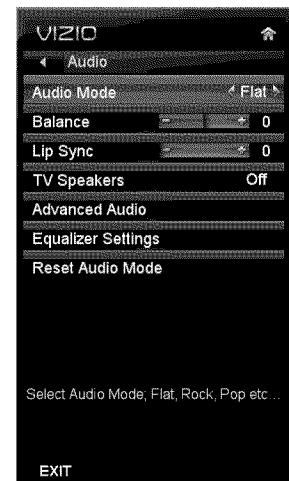 VIZIO
Audio
Audio Mode Flat
Balance 0
Lip Sync 0
TV Speakers Off
Advanced Audio
Equalizer Settings
Reset Audio Mode
Select Audio Mode; Flat, Rock, Pop etc...
EXIT